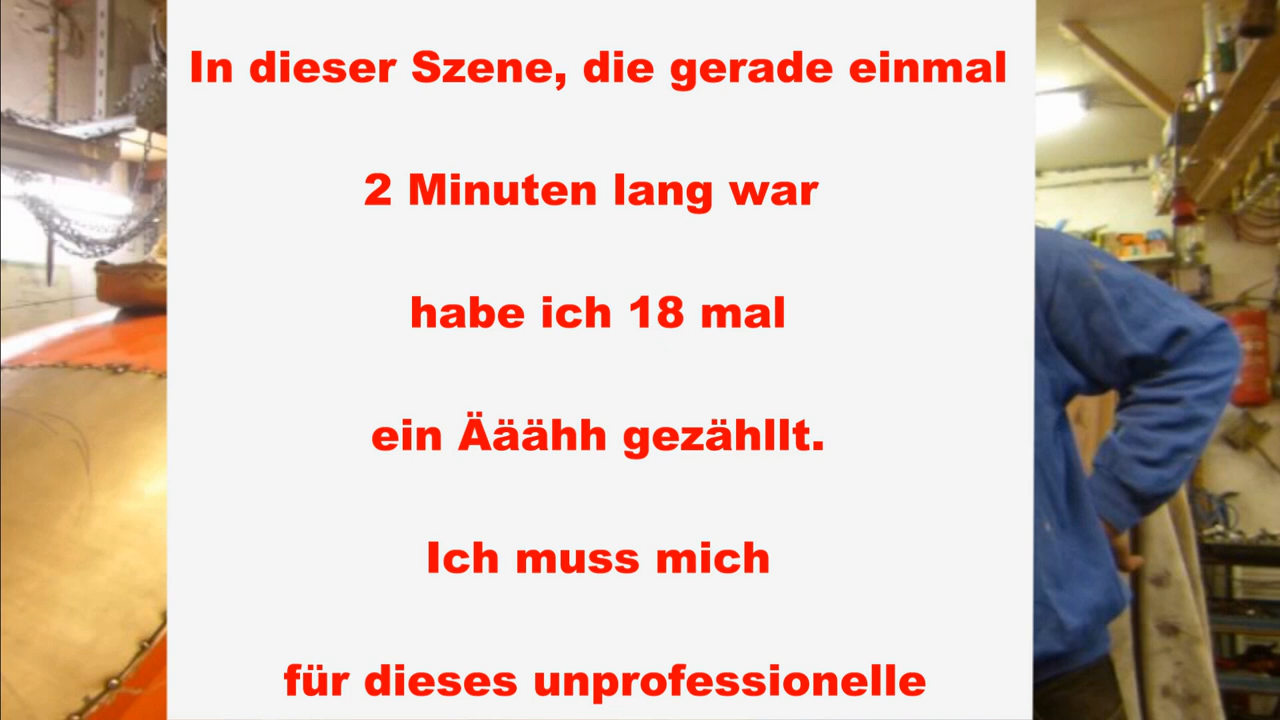 In dieser Szene, die gerade einmal
2 Minuten lang war
habe ich 18 mal
ein Äääähh gezähllt.
Ich muss mich
für dieses unprofessionelle